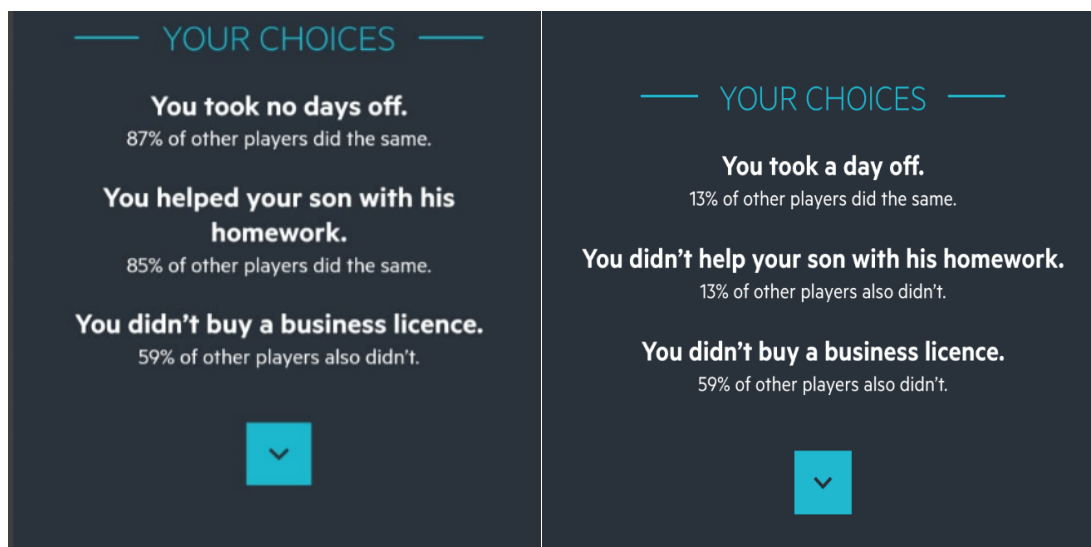 YOUR CHOICES
You took no days off.
87% of other players did the same.
You helped your son with his
homework.
85% of other players did the same.
You didn’t buy a business licence.
59% of other players also didn’t.
YOUR CHOICES
You took a day off.
13% of other players did the same.
You didn’t help your son with his homework.
13% of other players also didn’t.
You didn’t buy a business licence.
59% of other players also didn’t.